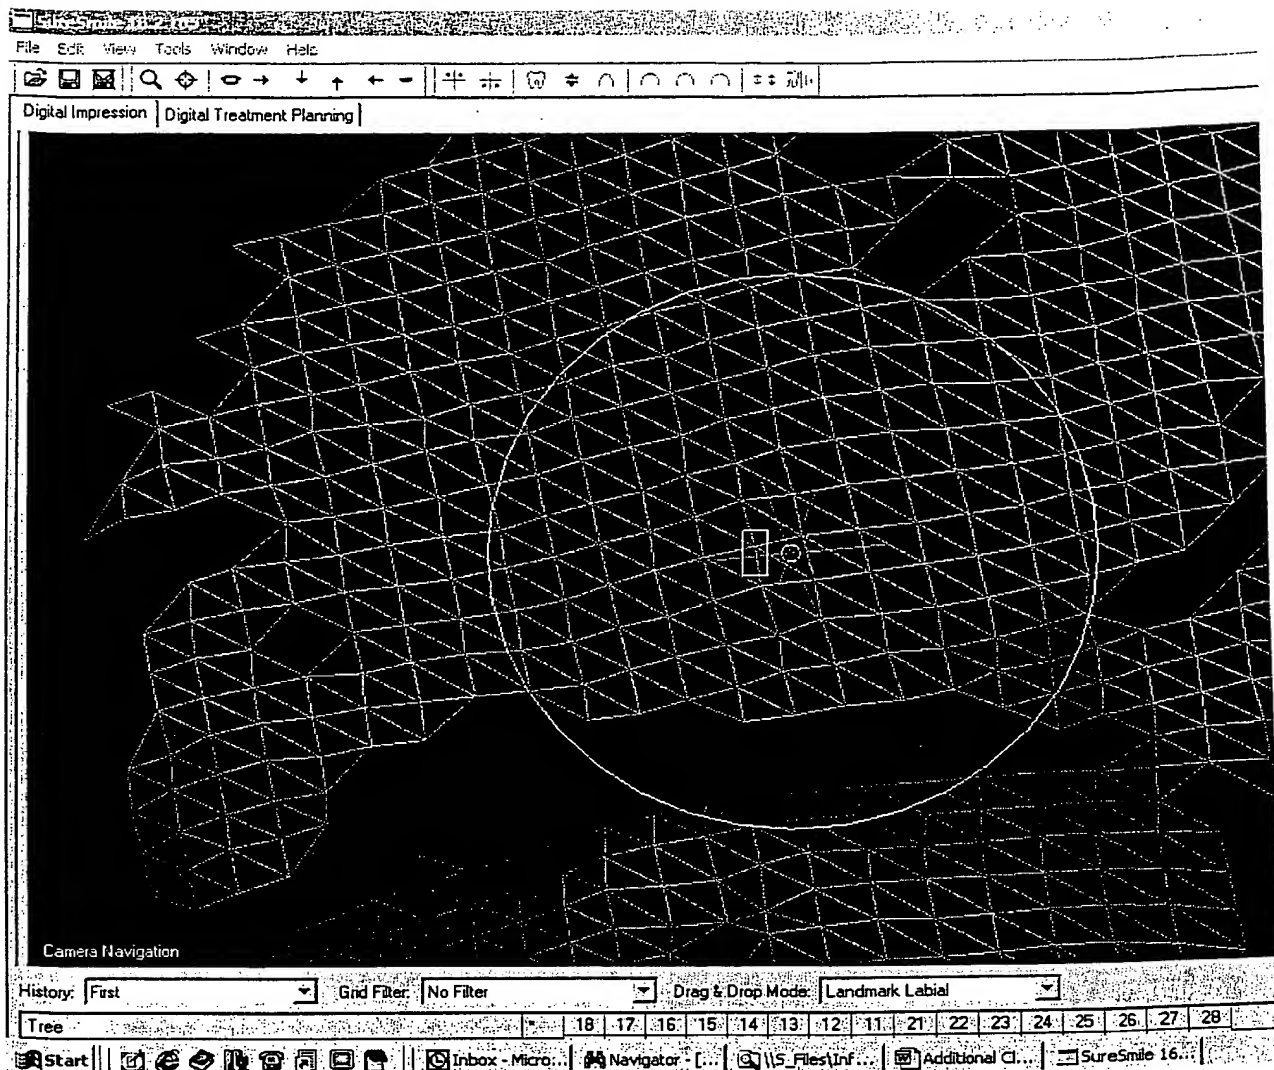 File Edit View Tools Window Help
Digital Impression Digital Treatment Planning
Camera Navigation
History: First Grid Filter: No Filter Drag & Drop Mode: Landmark Labial
Tree 18 17 16 15 14 13 12 11 21 22 23 24 25 26 27 28
Start Inbox - Micro... Navigator - [... \\S_Files\Inf... Additional Cl... SureSmile 16...